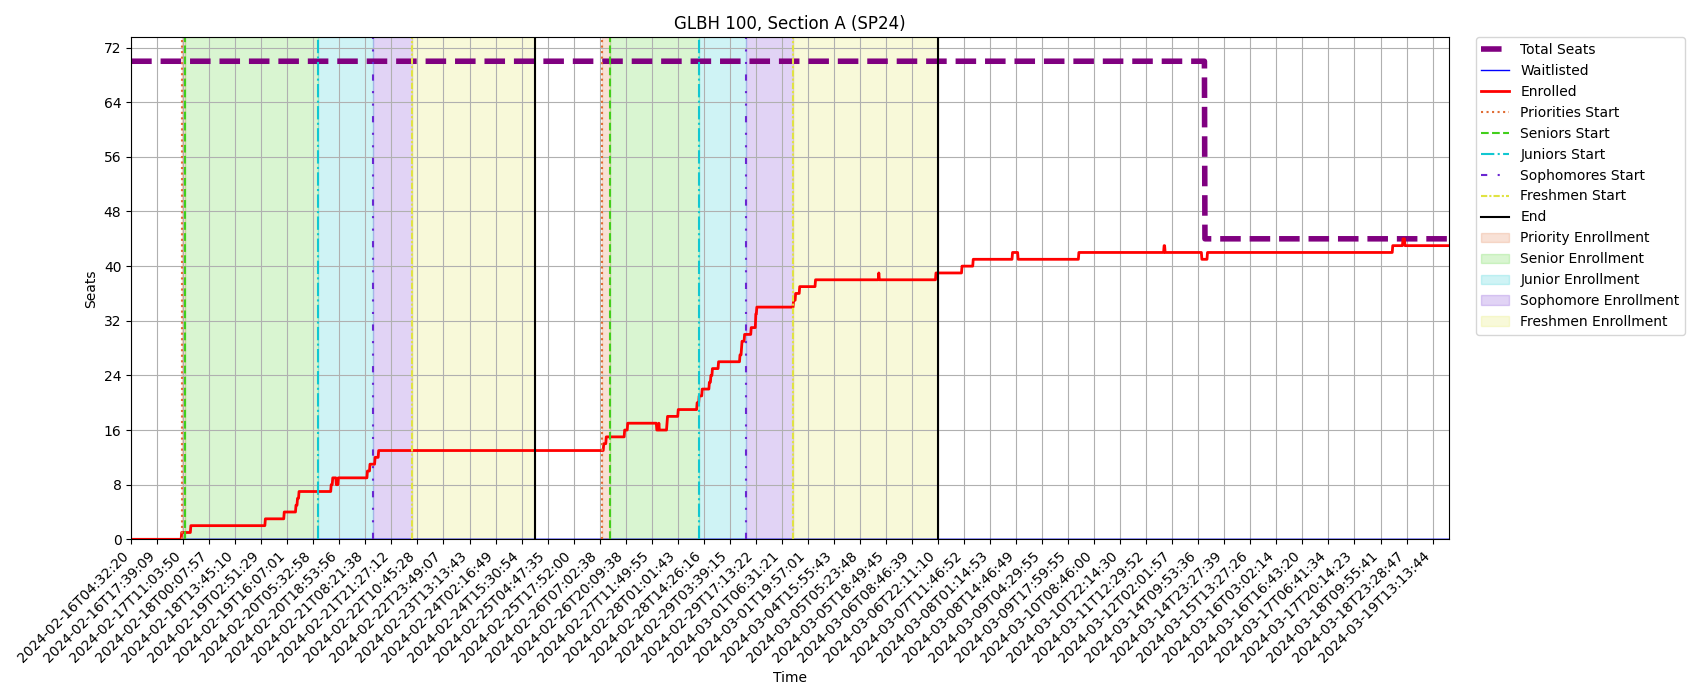 GLBH 100, Section A (SP24)
72
64
56
48
40
32
24
16
8
0
Seats
2024-02-16T04:32:20
2024-02-16T17:39:09
2024-02-17T11:03:50
2024-02-18T00:07:57
2024-02-18T13:45:10
2024-02-19T02:51:29
2024-02-19T16:07:01
2024-02-20T05:32:58
2024-02-20T18:53:56
2024-02-21T08:21:38
2024-02-21T21:27:12
2024-02-22T10:45:28
2024-02-22T23:49:07
2024-02-23T13:13:43
2024-02-24T02:16:49
2024-02-24T15:30:54
2024-02-25T04:47:35
2024-02-25T17:52:00
2024-02-26T07:02:38
2024-02-26T20:09:38
2024-02-27T11:49:55
2024-02-28T01:01:43
2024-02-28T14:26:16
2024-02-29T03:39:15
2024-02-29T17:13:22
2024-03-01T06:31:21
2024-03-01T19:57:01
2024-03-04T15:55:43
2024-03-05T05:23:48
2024-03-05T18:49:45
2024-03-06T08:46:39
2024-03-06T22:11:10
2024-03-07T11:46:52
2024-03-08T01:14:53
2024-03-08T14:46:49
2024-03-09T04:29:55
2024-03-09T17:59:55
2024-03-10T08:46:00
2024-03-10T22:14:30
2024-03-11T12:29:52
2024-03-12T02:01:57
2024-03-14T09:53:36
2024-03-14T23:27:39
2024-03-15T13:27:26
2024-03-16T03:02:14
2024-03-16T16:43:20
2024-03-17T06:41:34
2024-03-17T20:14:23
2024-03-18T09:55:41
2024-03-18T23:28:47
2024-03-19T13:13:44
Time
Total Seats
Waitlisted
Enrolled
Priorities Start
Seniors Start
Juniors Start
Sophomores Start
Freshmen Start
End
Priority Enrollment
Senior Enrollment
Junior Enrollment
Sophomore Enrollment
Freshmen Enrollment